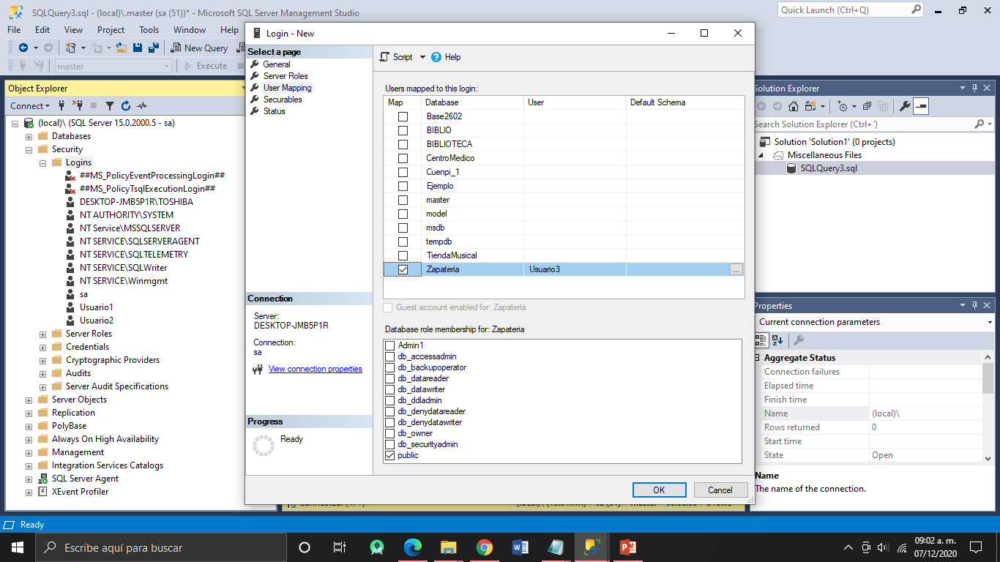 SQLQuery3.sql - (local)\.master (sa (51))* - Microsoft SQL Server Management Studio
Quick Launch (Ctrl+Q)
File Edit View Project Tools Window Help
New Query
master
Execute
Object Explorer
Connect
(local)\ (SQL Server 15.0.2000.5 - sa)
Databases
Security
Logins
##MS_PolicyEventProcessingLogin##
##MS_PolicyTsqlExecutionLogin##
DESKTOP-JMB5P1R\TOSHIBA
NT AUTHORITY\SYSTEM
NT Service\MSSQLSERVER
NT SERVICE\SQLSERVERAGENT
NT SERVICE\SQLTELEMETRY
NT SERVICE\SQLWriter
NT SERVICE\Winmgmt
sa
Usuario1
Usuario2
Server Roles
Credentials
Cryptographic Providers
Audits
Server Audit Specifications
Server Objects
Replication
PolyBase
Always On High Availability
Management
Integration Services Catalogs
SQL Server Agent
XEvent Profiler
Login - New
Select a page
General
Server Roles
User Mapping
Securables
Status
Connection
Server:
DESKTOP-JMB5P1R
Connection:
sa
View connection properties
Progress
Ready
Script Help
Users mapped to this login:
Map Database User Default Schema
Base2602
BIBLIO
BIBLIOTECA
CentroMedico
Cuenpi_1
Ejemplo
master
model
msdb
tempdb
TiendaMusical
Zapateria Usuario3 ...
Guest account enabled for: Zapateria
Database role membership for: Zapateria
Admin1
db_accessadmin
db_backupoperator
db_datareader
db_datawriter
db_ddladmin
db_denydatareader
db_denydatawriter
db_owner
db_securityadmin
public
OK Cancel
Solution Explorer
Search Solution Explorer (Ctrl+´)
Solution 'Solution1' (0 projects)
Miscellaneous Files
SQLQuery3.sql
Properties
Current connection parameters
Aggregate Status
Connection failures
Elapsed time
Finish time
Name (local)\
Rows returned 0
Start time
State Open
Name
The name of the connection.
Ready
Escribe aquí para buscar
09:02 a. m.
07/12/2020